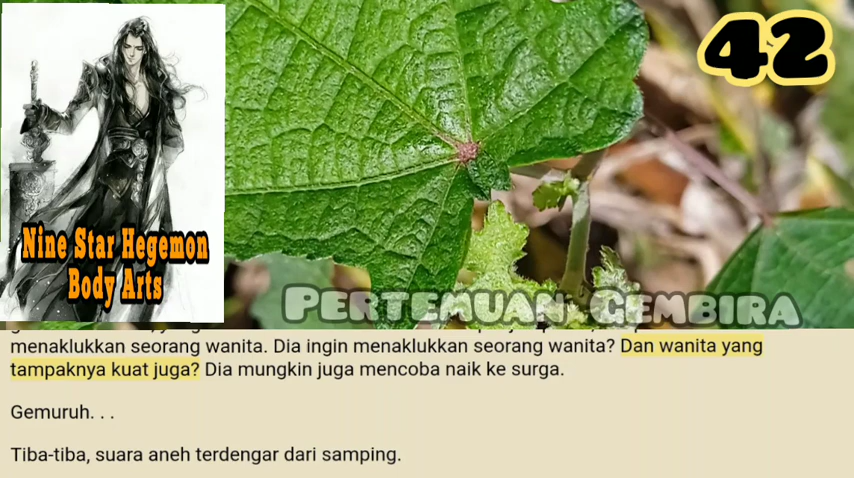 42
Nine Star Hegemon
Body Arts
PERTEMUAN GEMBIRA
menaklukkan seorang wanita. Dia ingin menaklukkan seorang wanita? Dan wanita yang
tampaknya kuat juga? Dia mungkin juga mencoba naik ke surga.
Gemuruh. . .
Tiba-tiba, suara aneh terdengar dari samping.